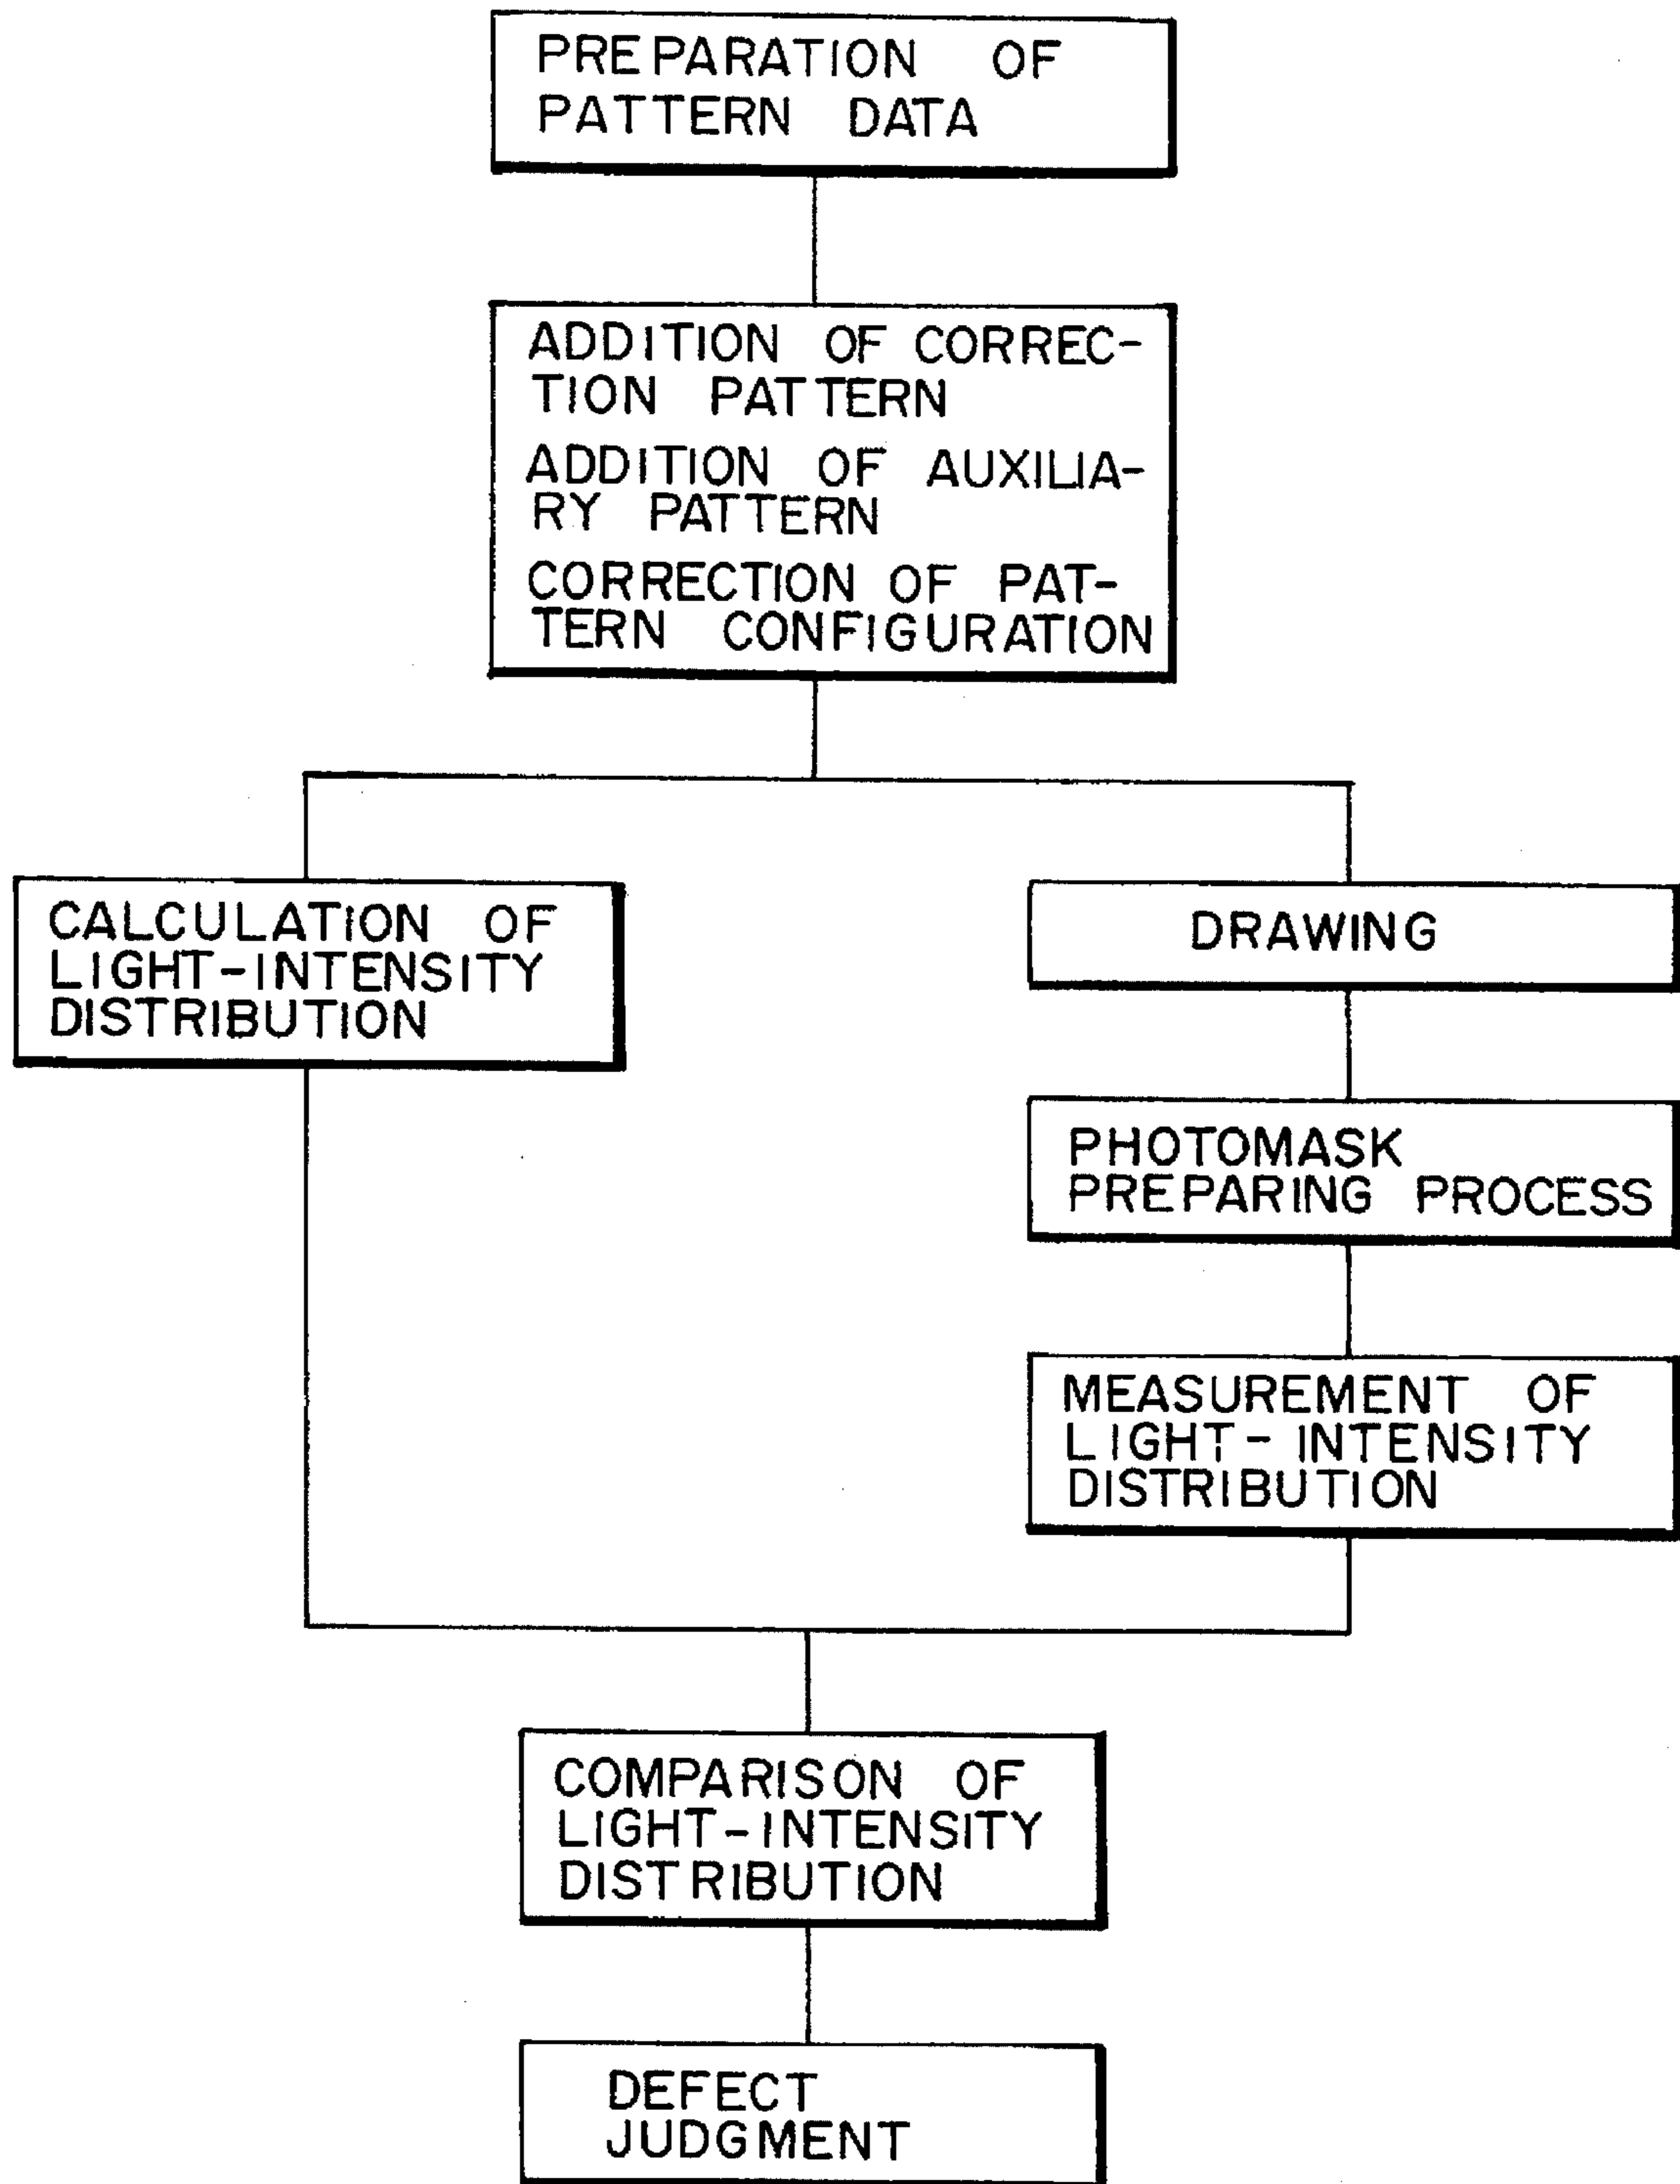 PREPARATION OF
PATTERN DATA
ADDITION OF CORREC-
TION PATTERN
ADDITION OF AUXILIA-
RY PATTERN
CORRECTION OF PAT-
TERN CONFIGURATION
CALCULATION OF
LIGHT-INTENSITY
DISTRIBUTION
DRAWING
PHOTOMASK
PREPARING PROCESS
MEASUREMENT OF
LIGHT-INTENSITY
DISTRIBUTION
COMPARISON OF
LIGHT-INTENSITY
DISTRIBUTION
DEFECT
JUDGMENT